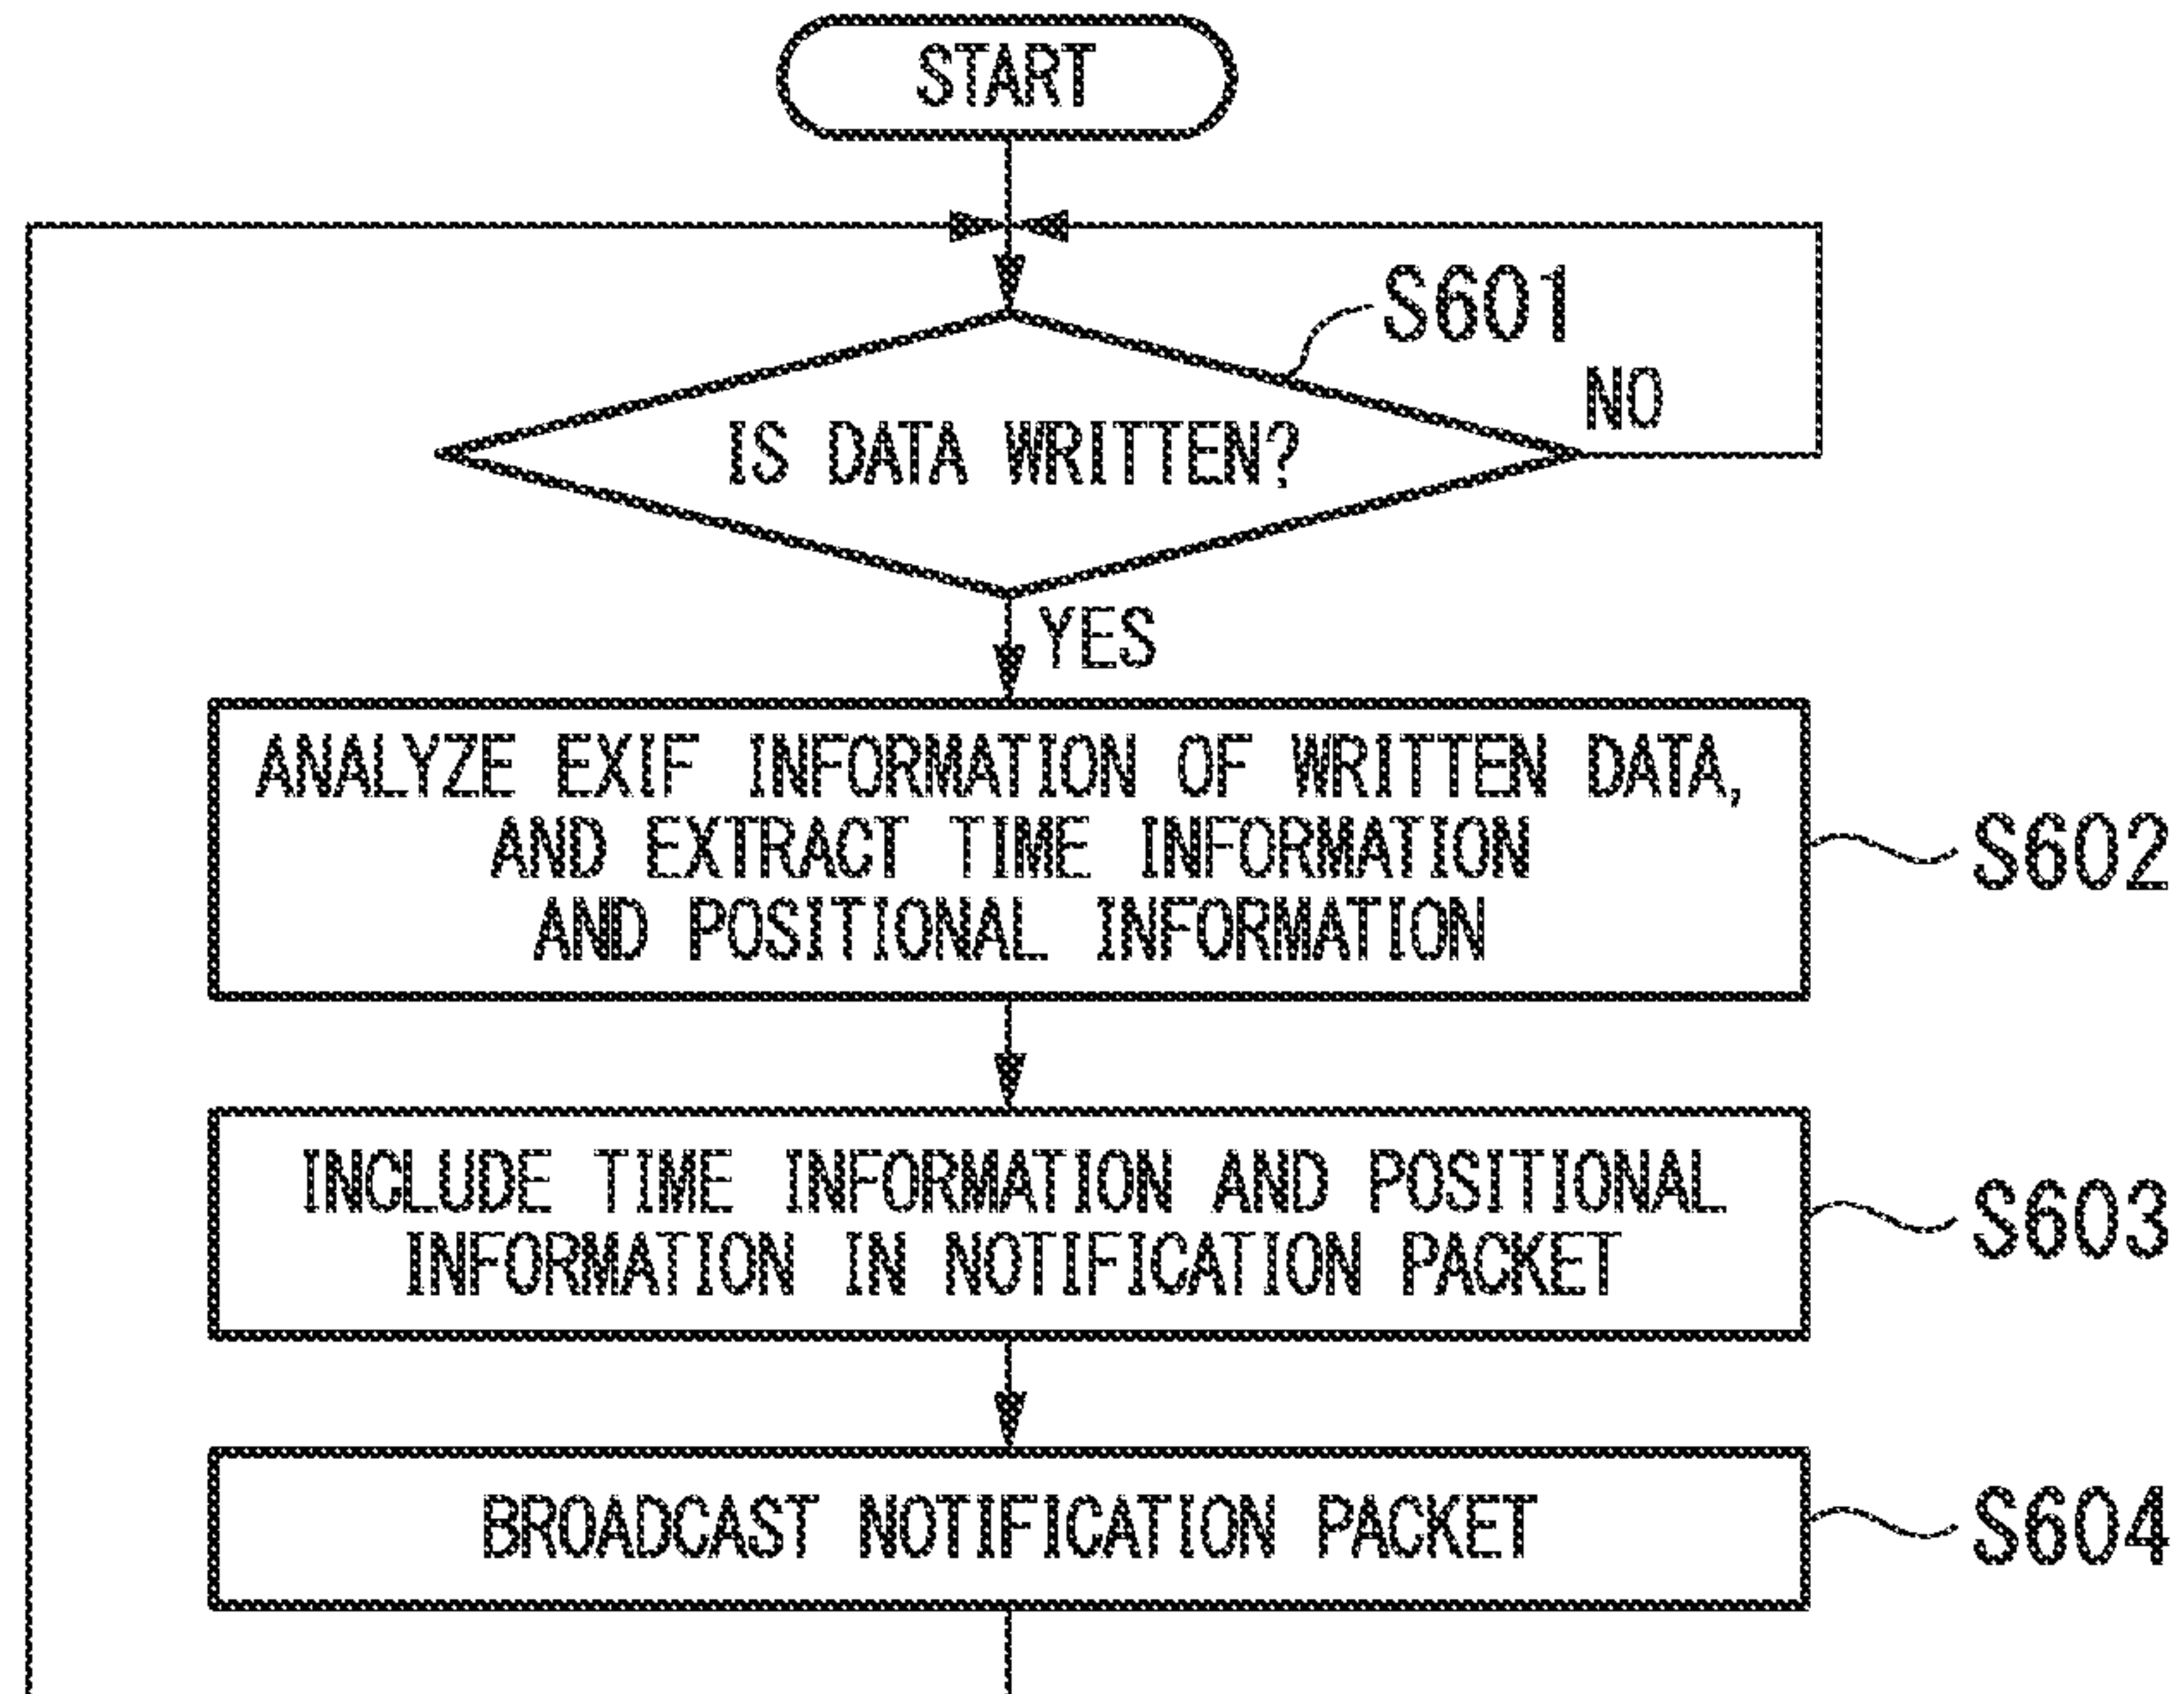 START
S601
NO
IS DATA WRITTEN?
YES
ANALYZE EXIF INFORMATION OF WRITTEN DATA,
AND EXTRACT TIME INFORMATION
AND POSITIONAL INFORMATION
S602
INCLUDE TIME INFORMATION AND POSITIONAL
INFORMATION IN NOTIFICATION PACKET
S603
BROADCAST NOTIFICATION PACKET
S604